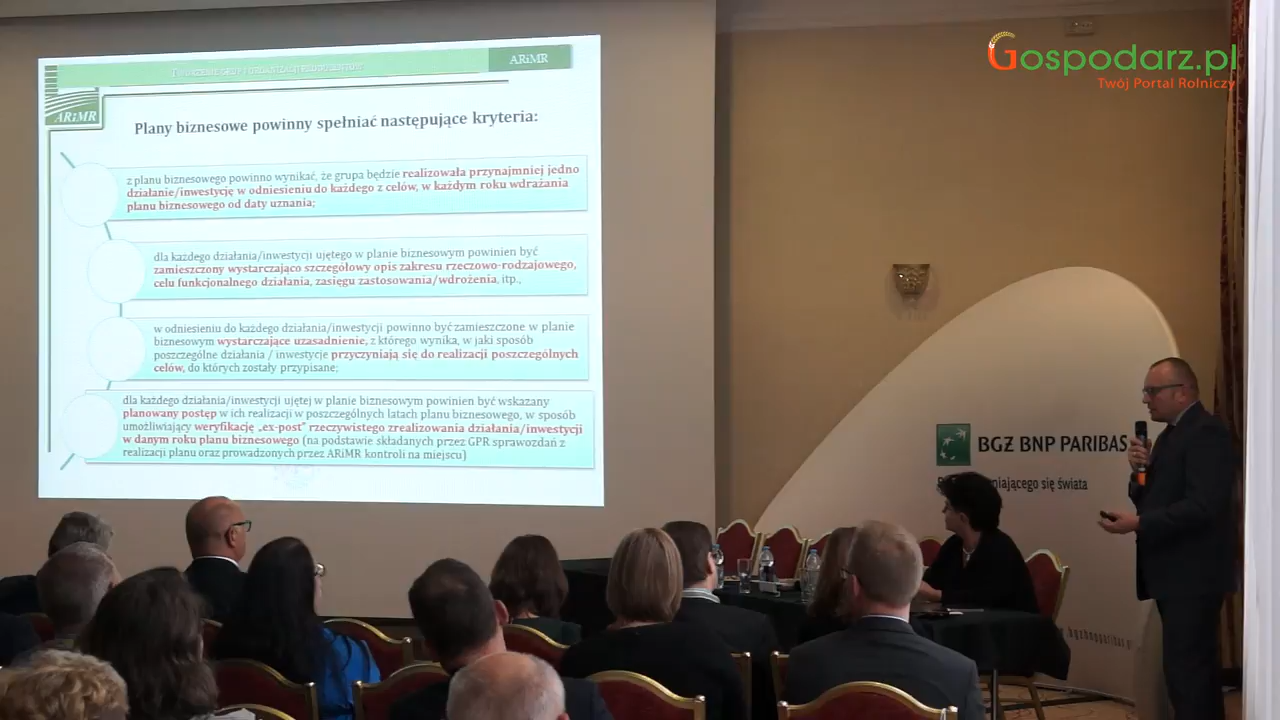 TWORZENIE GRUP I ORGANIZACJI PRODUCENTÓW
ARiMR
ARiMR
Plany biznesowe powinny spełniać następujące kryteria:
z planu biznesowego powinno wynikać, że grupa będzie realizowała przynajmniej jedno
działanie/inwestycję w odniesieniu do każdego z celów, w każdym roku wdrażania
planu biznesowego od daty uznania;
dla każdego działania/inwestycji ujętego w planie biznesowym powinien być
zamieszczony wystarczająco szczegółowy opis zakresu rzeczowo-rodzajowego,
celu funkcjonalnego działania, zasięgu zastosowania/wdrożenia, itp.,
w odniesieniu do każdego działania/inwestycji powinno być zamieszczone w planie
biznesowym wystarczające uzasadnienie, z którego wynika, w jaki sposób
poszczególne działania / inwestycje przyczyniają się do realizacji poszczególnych
celów, do których zostały przypisane;
dla każdego działania/inwestycji ujętej w planie biznesowym powinien być wskazany
planowany postęp w ich realizacji w poszczególnych latach planu biznesowego, w sposób
umożliwiający weryfikację „ex-post” rzeczywistego zrealizowania działania/inwestycji
w danym roku planu biznesowego (na podstawie składanych przez GPR sprawozdań z
realizacji planu oraz prowadzonych przez ARiMR kontroli na miejscu)
Gospodarz.pl
Twój Portal Rolniczy
BGŻ BNP PARIBAS
się świata